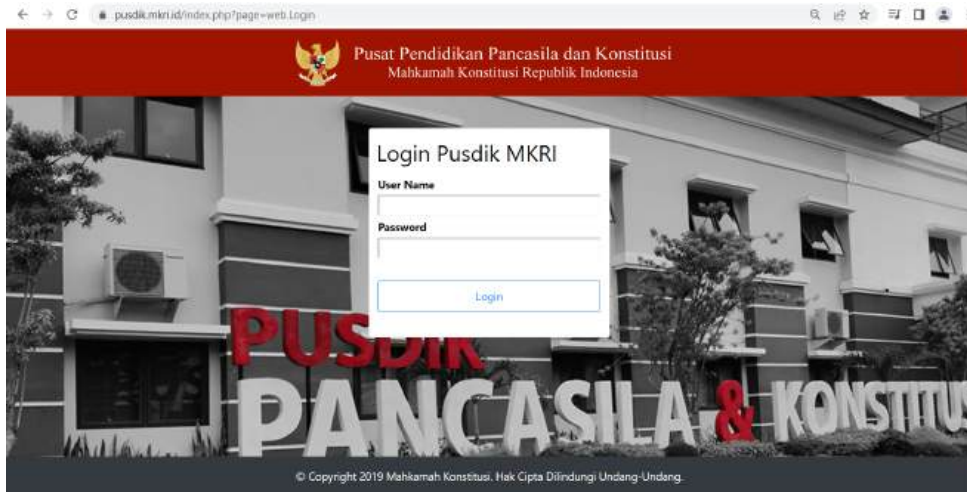 pusdik.mkri.id/index.php?page=web.Login
Pusat Pendidikan Pancasila dan Konstitusi
Mahkamah Konstitusi Republik Indonesia
Login Pusdik MKRI
User Name
Password
Login
PUSDIK
PANCASILA & KONSTITUS
© Copyright 2019 Mahkamah Konstitusi. Hak Cipta Dilindungi Undang-Undang.